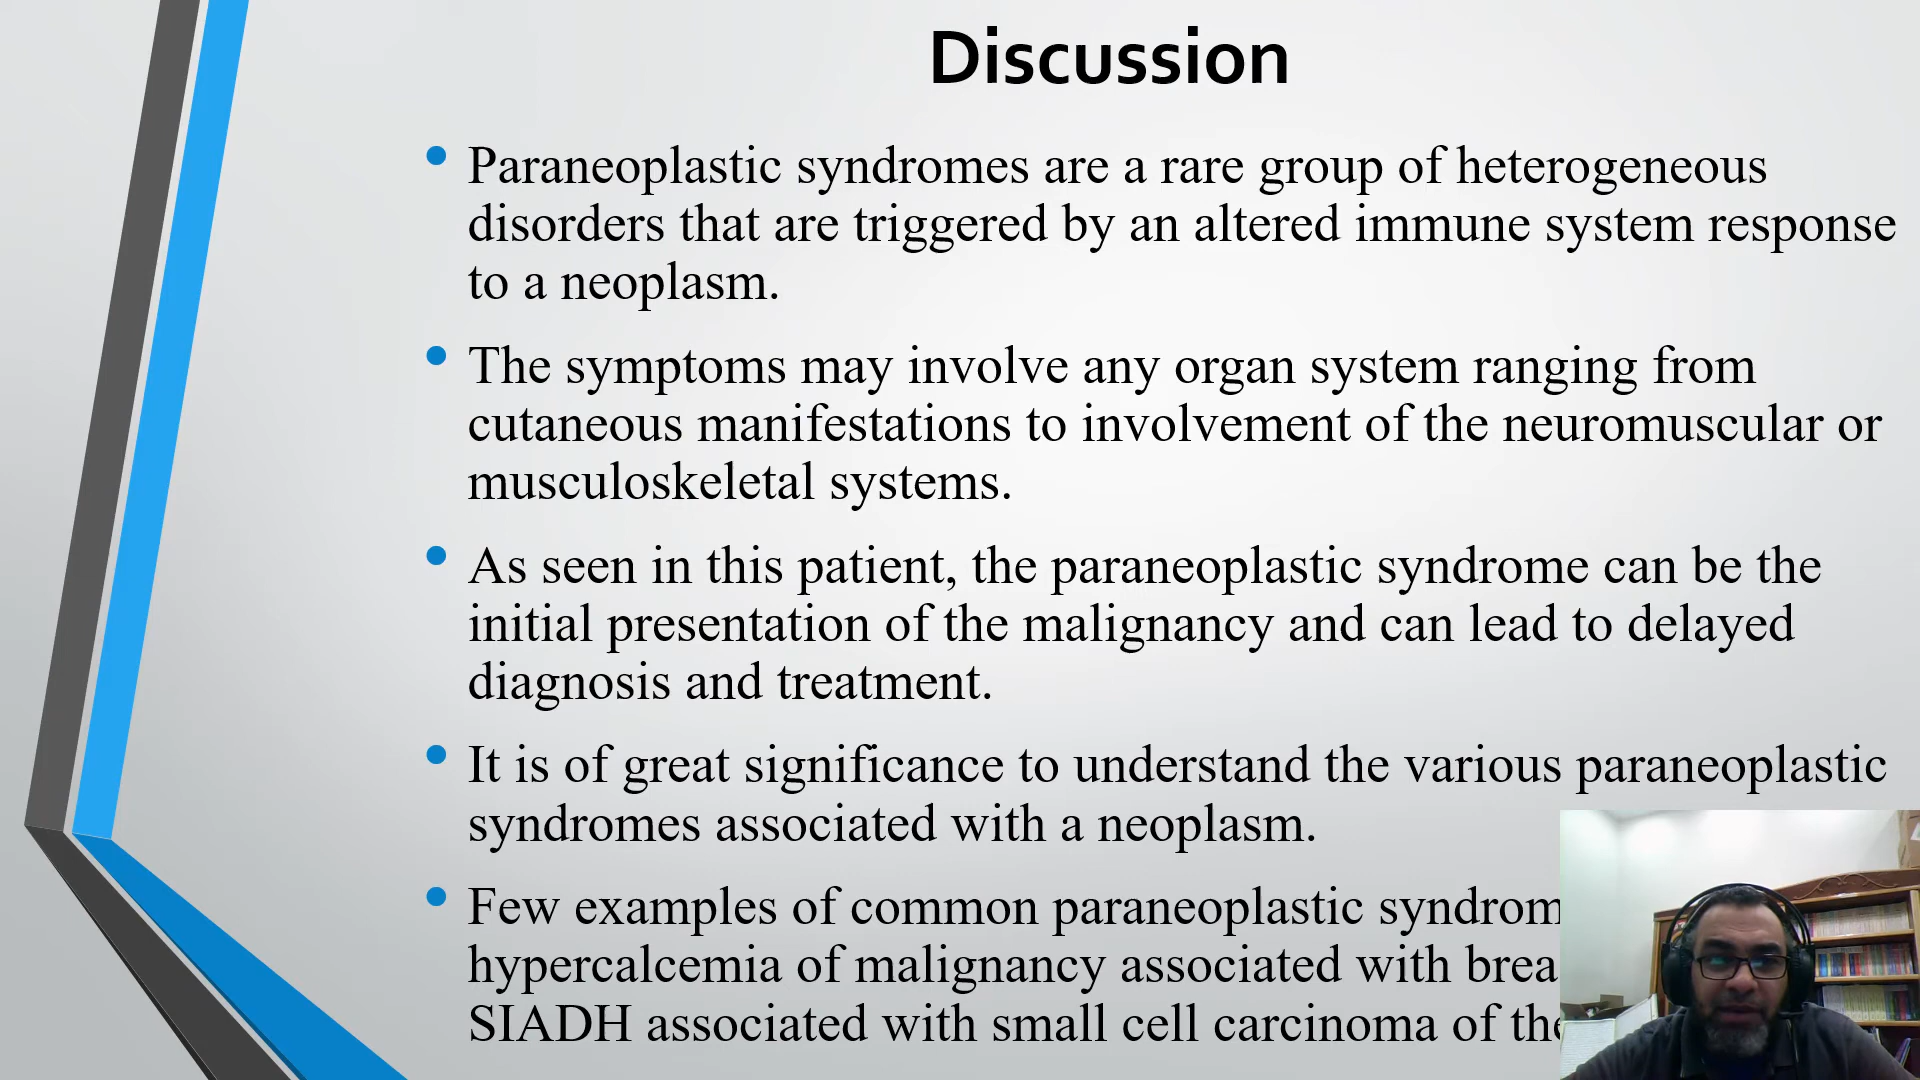 Discussion
• Paraneoplastic syndromes are a rare group of heterogeneous
disorders that are triggered by an altered immune system response
to a neoplasm.
• The symptoms may involve any organ system ranging from
cutaneous manifestations to involvement of the neuromuscular or
musculoskeletal systems.
• As seen in this patient, the paraneoplastic syndrome can be the
initial presentation of the malignancy and can lead to delayed
diagnosis and treatment.
• It is of great significance to understand the various paraneoplastic
syndromes associated with a neoplasm.
• Few examples of common paraneoplastic
hypercalcemia of malignancy associated with
SIADH associated with small cell carcinoma of